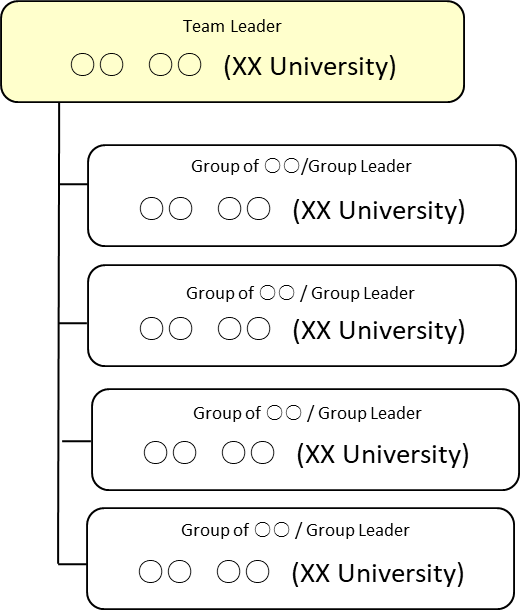 Team Leader
○○ ○○ (XX University)
Group of ○○/Group Leader
○○ ○○ (XX University)
Group of ○○ / Group Leader
○○ ○○ (XX University)
Group of ○○ / Group Leader
○○ ○○ (XX University)
Group of ○○ / Group Leader
○○ ○○ (XX University)